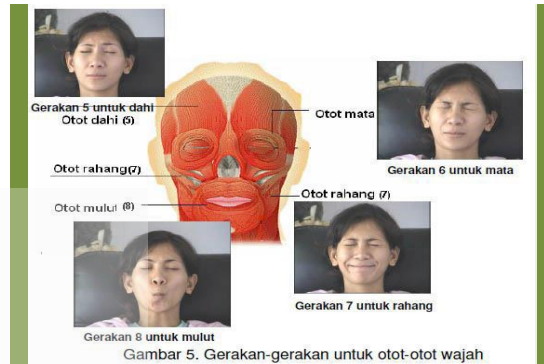 Gerakan 5 untuk dahi
Otot dahi (5)
Otot mata
Gerakan 6 untuk mata
Otot rahang(7)
Otot rahang (7)
Otot mulut (8)
Gerakan 7 untuk rahang
Gerakan 8 untuk mulut
Gambar 5. Gerakan-gerakan untuk otot-otot wajah